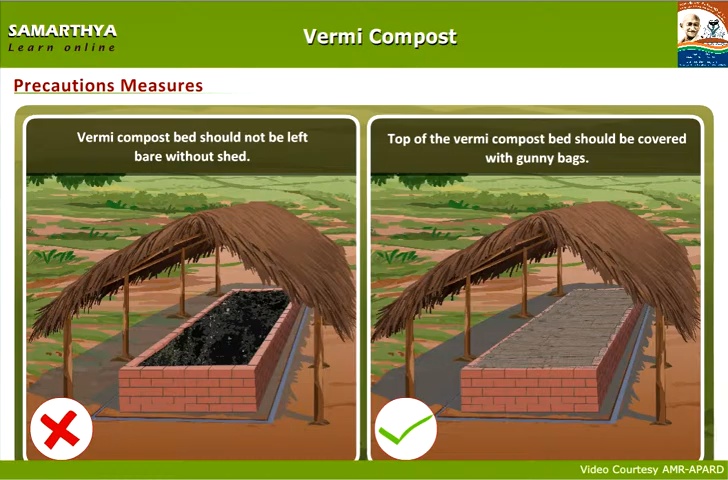 SAMARTHYA
Learn online
Vermi Compost
Precautions Measures
Vermi compost bed should not be left
bare without shed.
Top of the vermi compost bed should be covered
with gunny bags.
Video Courtesy AMR-APARD